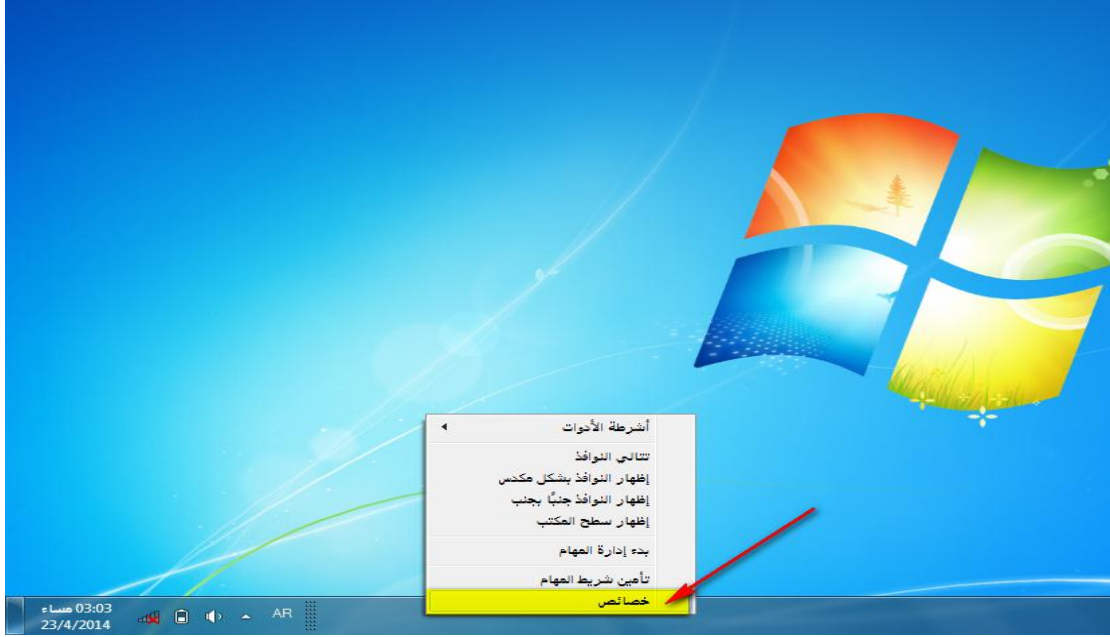 أشرطة الأدوات
تتالي النوافذ
إظهار النوافذ بشكل مكدس
إظهار النوافذ جنبًا بجنب
إظهار سطح المكتب
بدء إدارة المهام
تأمين شريط المهام
خصائص
AR
03:03 مساء
23/4/2014